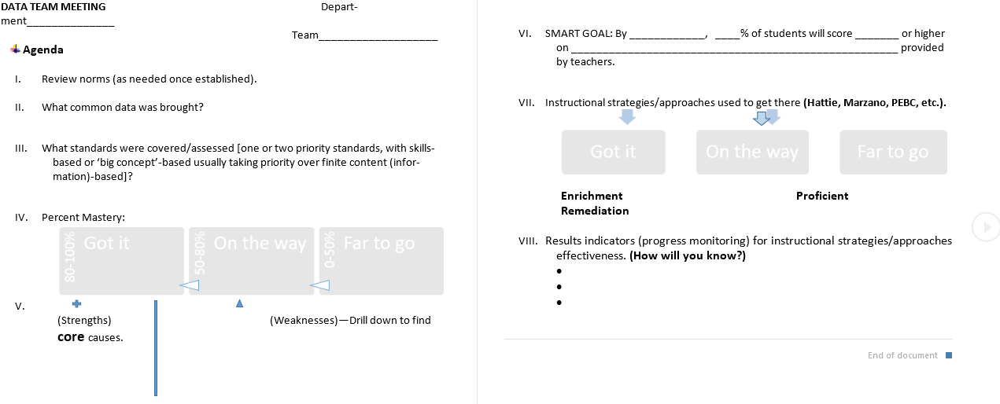 DATA TEAM MEETING Depart-
ment_______________
Team____________________
Agenda
I. Review norms (as needed once established).
II. What common data was brought?
III. What standards were covered/assessed [one or two priority standards, with skills-
based or ‘big concept’-based usually taking priority over finite content (infor-
mation)-based]?
IV. Percent Mastery:
80-100% Got it 50-80% On the way 0-50% Far to go
V.
(Strengths) (Weaknesses)—Drill down to find
core causes.
VI. SMART GOAL: By ____________, ____% of students will score _______ or higher
on _______________________________________________________ provided
by teachers.
VII. Instructional strategies/approaches used to get there (Hattie, Marzano, PEBC, etc.).
Got it On the way Far to go
Enrichment Proficient
Remediation
VIII. Results indicators (progress monitoring) for instructional strategies/approaches
effectiveness. (How will you know?)
•
•
•
End of document